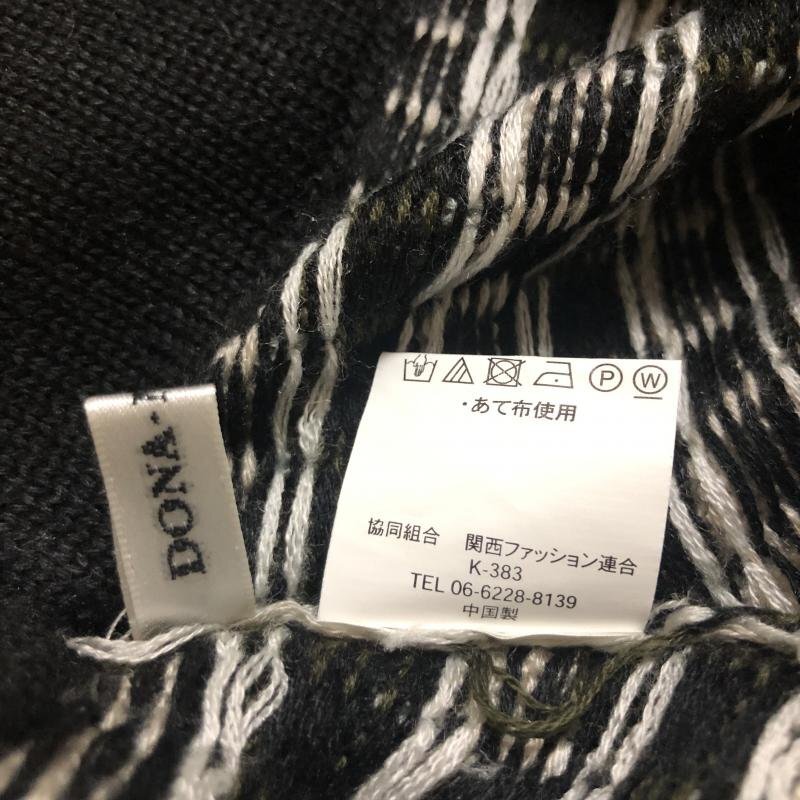 DONA
P W
・あて布使用
協同組合 関西ファッション連合
K-383
TEL 06-6228-8139
中国製